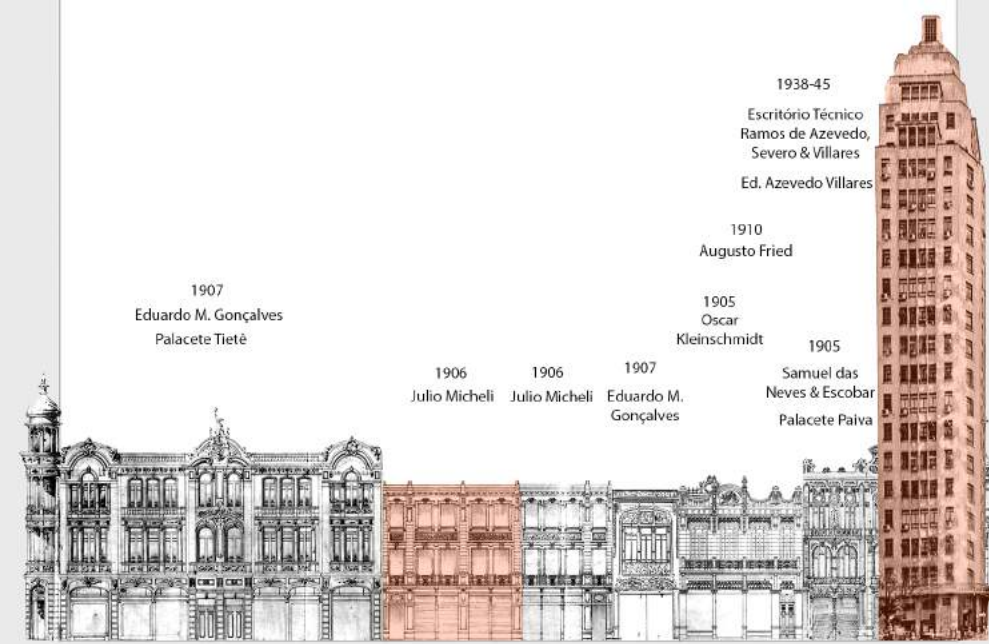 1938-45
Escritório Técnico
Ramos de Azevedo,
Severo & Villares
Ed. Azevedo Villares
1910
Augusto Fried
1907
Eduardo M. Gonçalves
Palacete Tietê
1905
Oscar
Kleinschmidt
1905
Samuel das
Neves & Escobar
Palacete Paiva
1906
Julio Micheli
1906
Julio Micheli
1907
Eduardo M.
Gonçalves